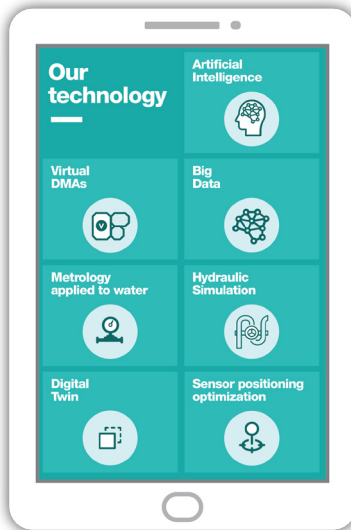 Our
technology
Artificial
Intelligence
Virtual
DMAs
V
Big
Data
Metrology
applied to water
Hydraulic
Simulation
Digital
Twin
Sensor positioning
optimization